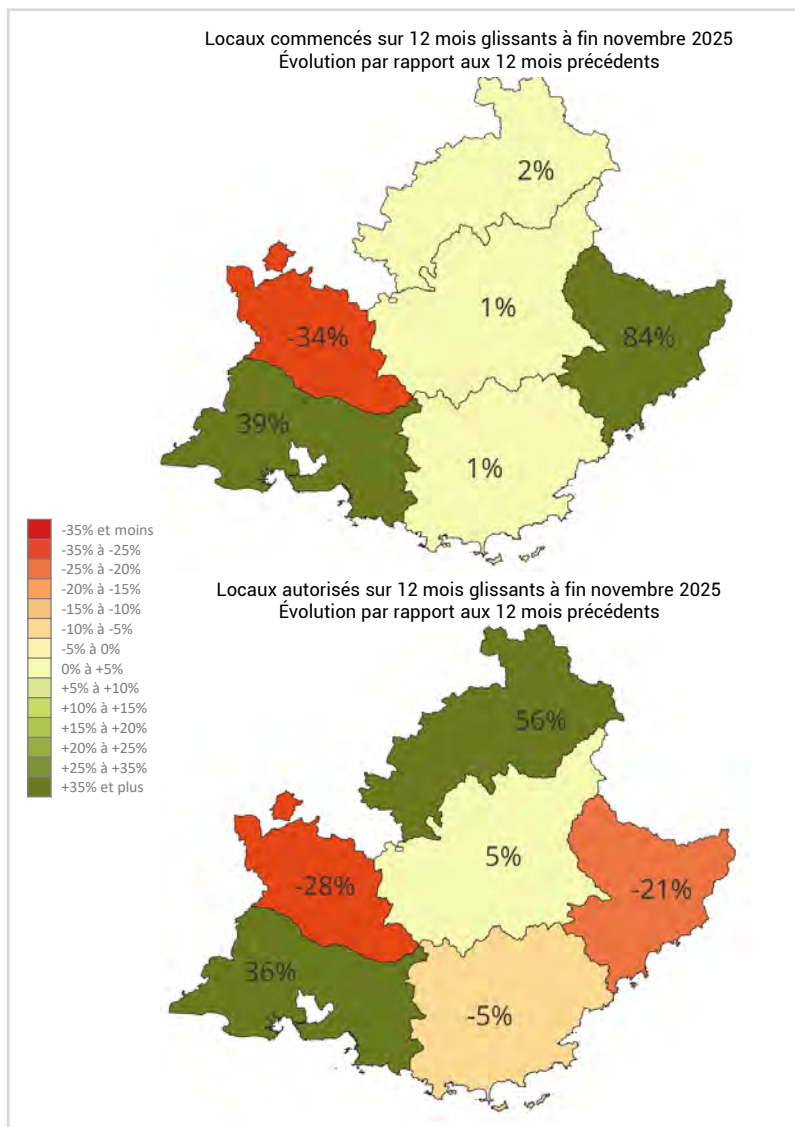 Locaux commencés sur 12 mois glissants à fin novembre 2025
Évolution par rapport aux 12 mois précédents
2%
1%
-34%
84%
39%
1%
-35% et moins
-35% à -25%
-25% à -20%
-20% à -15%
-15% à -10%
-10% à -5%
-5% à 0%
0% à +5%
+5% à +10%
+10% à +15%
+15% à +20%
+20% à +25%
+25% à +35%
+35% et plus
Locaux autorisés sur 12 mois glissants à fin novembre 2025
Évolution par rapport aux 12 mois précédents
56%
5%
-28%
-21%
36%
-5%